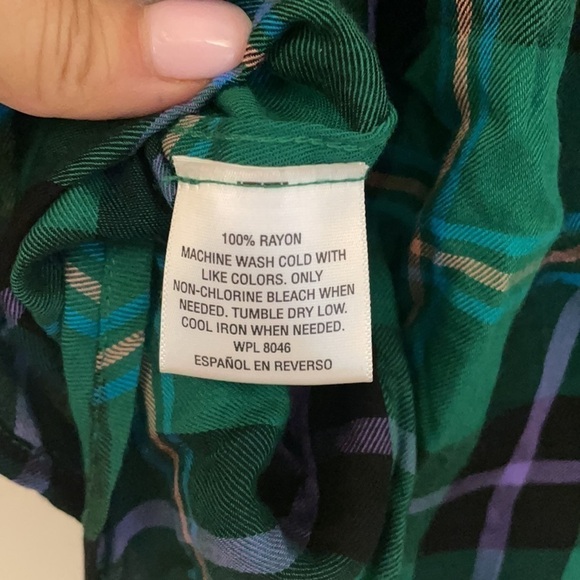 100% RAYON
MACHINE WASH COLD WITH
LIKE COLORS. ONLY
NON-CHLORINE BLEACH WHEN
NEEDED. TUMBLE DRY LOW.
COOL IRON WHEN NEEDED.
WPL 8046
ESPAÑOL EN REVERSO